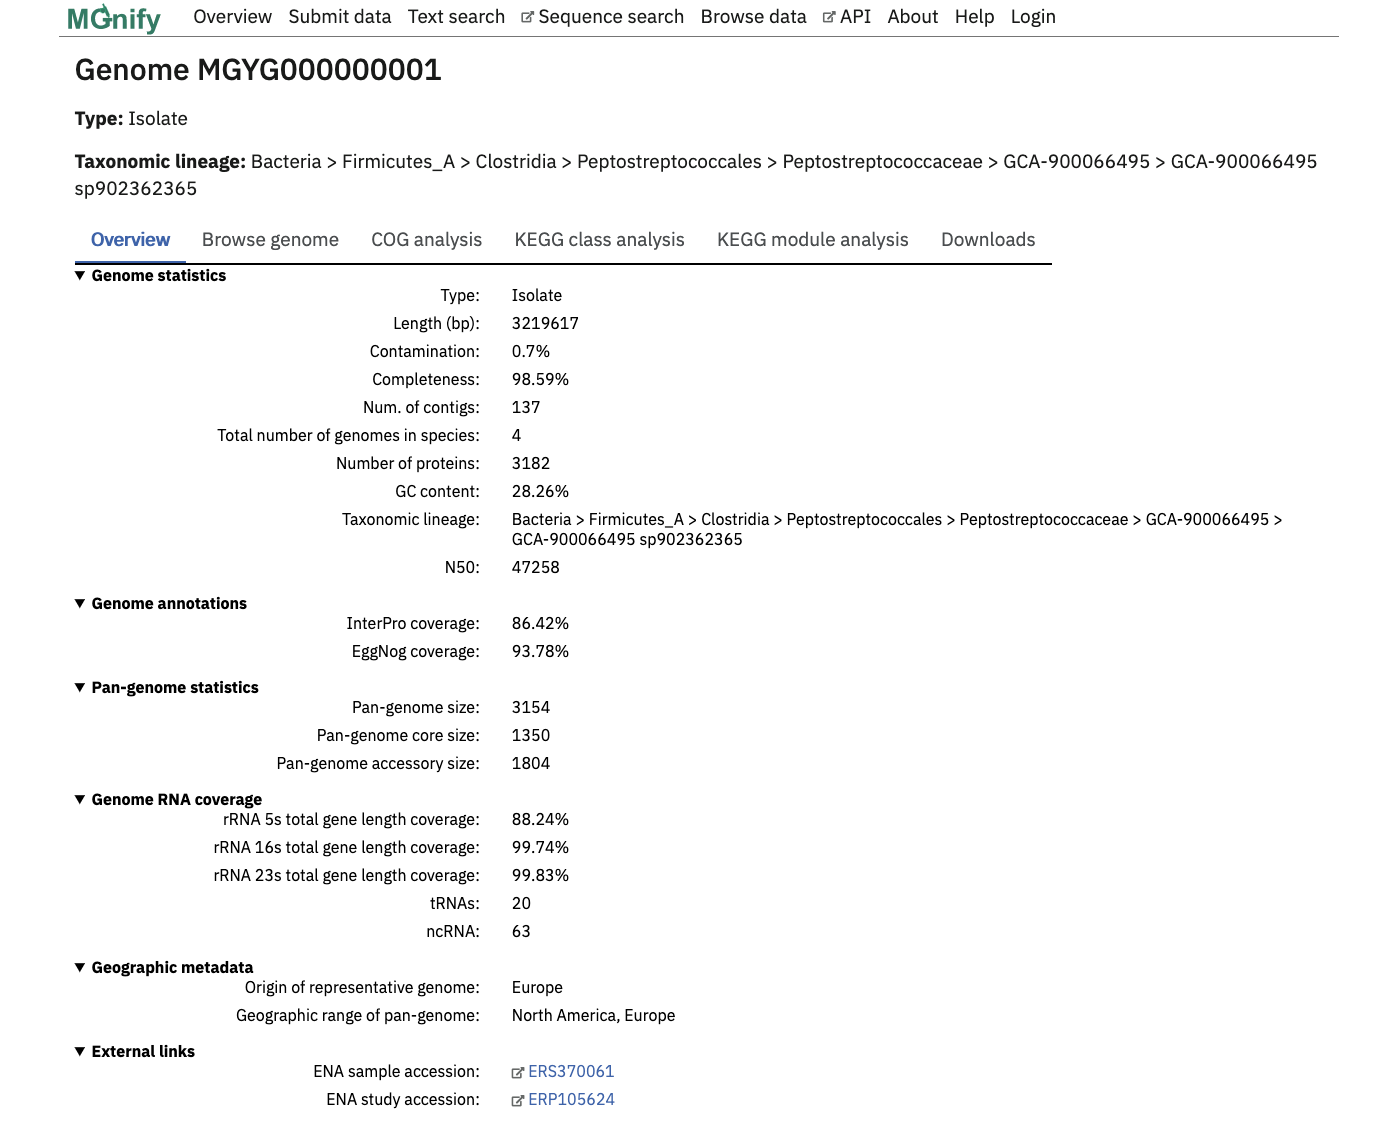 MGnify Overview Submit data Text search Sequence search Browse data API About Help Login
Genome MGYG000000001
Type: Isolate
Taxonomic lineage: Bacteria > Firmicutes_A > Clostridia > Peptostreptococcales > Peptostreptococcaceae > GCA-900066495 > GCA-900066495
sp902362365
Overview Browse genome COG analysis KEGG class analysis KEGG module analysis Downloads
▼ Genome statistics
Type: Isolate
Length (bp): 3219617
Contamination: 0.7%
Completeness: 98.59%
Num. of contigs: 137
Total number of genomes in species: 4
Number of proteins: 3182
GC content: 28.26%
Taxonomic lineage: Bacteria > Firmicutes_A > Clostridia > Peptostreptococcales > Peptostreptococcaceae > GCA-900066495 >
GCA-900066495 sp902362365
N50: 47258
▼ Genome annotations
InterPro coverage: 86.42%
EggNog coverage: 93.78%
▼ Pan-genome statistics
Pan-genome size: 3154
Pan-genome core size: 1350
Pan-genome accessory size: 1804
▼ Genome RNA coverage
rRNA 5s total gene length coverage: 88.24%
rRNA 16s total gene length coverage: 99.74%
rRNA 23s total gene length coverage: 99.83%
tRNAs: 20
ncRNA: 63
▼ Geographic metadata
Origin of representative genome: Europe
Geographic range of pan-genome: North America, Europe
▼ External links
ENA sample accession: ERS370061
ENA study accession: ERP105624